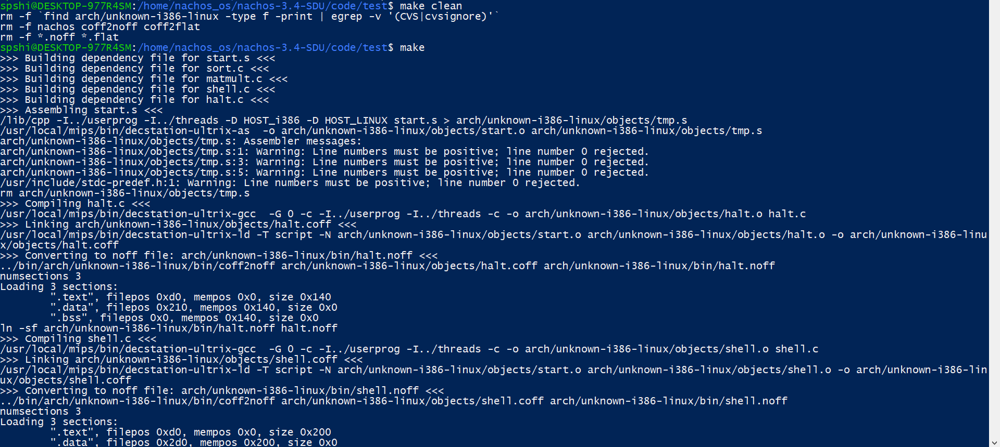 spshi@DESKTOP-977R4SM:/home/nachos_os/nachos-3.4-SDU/code/test$ make clean
rm -f `find arch/unknown-i386-linux -type f -print | egrep -v '(CVS|cvsignore)'`
rm -f nachos coff2noff coff2flat
rm -f *.noff *.flat
spshi@DESKTOP-977R4SM:/home/nachos_os/nachos-3.4-SDU/code/test$ make
>>> Building dependency file for start.s <<<
>>> Building dependency file for sort.c <<<
>>> Building dependency file for matmult.c <<<
>>> Building dependency file for shell.c <<<
>>> Building dependency file for halt.c <<<
>>> Assembling start.s <<<
/lib/cpp -I../userprog -I../threads -D HOST_i386 -D HOST_LINUX start.s > arch/unknown-i386-linux/objects/tmp.s
/usr/local/mips/bin/decstation-ultrix-as  -o arch/unknown-i386-linux/objects/start.o arch/unknown-i386-linux/objects/tmp.s
arch/unknown-i386-linux/objects/tmp.s: Assembler messages:
arch/unknown-i386-linux/objects/tmp.s:1: Warning: Line numbers must be positive; line number 0 rejected.
arch/unknown-i386-linux/objects/tmp.s:3: Warning: Line numbers must be positive; line number 0 rejected.
arch/unknown-i386-linux/objects/tmp.s:5: Warning: Line numbers must be positive; line number 0 rejected.
/usr/include/stdc-predef.h:1: Warning: Line numbers must be positive; line number 0 rejected.
rm arch/unknown-i386-linux/objects/tmp.s
>>> Compiling halt.c <<<
/usr/local/mips/bin/decstation-ultrix-gcc  -G 0 -c -I../userprog -I../threads -c -o arch/unknown-i386-linux/objects/halt.o halt.c
>>> Linking arch/unknown-i386-linux/objects/halt.coff <<<
/usr/local/mips/bin/decstation-ultrix-ld -T script -N arch/unknown-i386-linux/objects/start.o arch/unknown-i386-linux/objects/halt.o -o arch/unknown-i386-linu
x/objects/halt.coff
>>> Converting to noff file: arch/unknown-i386-linux/bin/halt.noff <<<
../bin/arch/unknown-i386-linux/bin/coff2noff arch/unknown-i386-linux/objects/halt.coff arch/unknown-i386-linux/bin/halt.noff
numsections 3
Loading 3 sections:
        ".text", filepos 0xd0, mempos 0x0, size 0x140
        ".data", filepos 0x210, mempos 0x140, size 0x0
        ".bss", filepos 0x0, mempos 0x140, size 0x0
ln -sf arch/unknown-i386-linux/bin/halt.noff halt.noff
>>> Compiling shell.c <<<
/usr/local/mips/bin/decstation-ultrix-gcc  -G 0 -c -I../userprog -I../threads -c -o arch/unknown-i386-linux/objects/shell.o shell.c
>>> Linking arch/unknown-i386-linux/objects/shell.coff <<<
/usr/local/mips/bin/decstation-ultrix-ld -T script -N arch/unknown-i386-linux/objects/start.o arch/unknown-i386-linux/objects/shell.o -o arch/unknown-i386-lin
ux/objects/shell.coff
>>> Converting to noff file: arch/unknown-i386-linux/bin/shell.noff <<<
../bin/arch/unknown-i386-linux/bin/coff2noff arch/unknown-i386-linux/objects/shell.coff arch/unknown-i386-linux/bin/shell.noff
numsections 3
Loading 3 sections:
        ".text", filepos 0xd0, mempos 0x0, size 0x200
        ".data", filepos 0x2d0, mempos 0x200, size 0x0